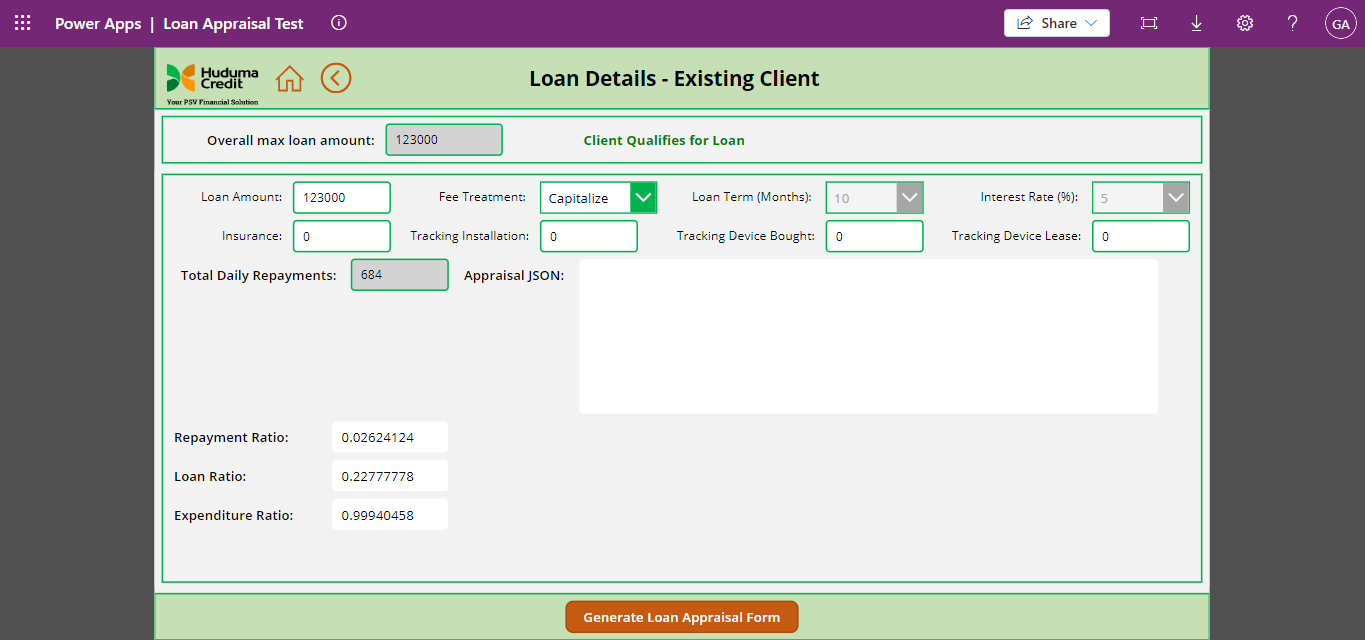 Power Apps | Loan Appraisal Test
Share
GA
Huduma
Credit
Your PSV Financial Solution
Loan Details - Existing Client
Overall max loan amount: 123000 Client Qualifies for Loan
Loan Amount: 123000 Fee Treatment: Capitalize Loan Term (Months): 10 Interest Rate (%): 5
Insurance: 0 Tracking Installation: 0 Tracking Device Bought: 0 Tracking Device Lease: 0
Total Daily Repayments: 684 Appraisal JSON:
Repayment Ratio: 0.02624124
Loan Ratio: 0.22777778
Expenditure Ratio: 0.99940458
Generate Loan Appraisal Form